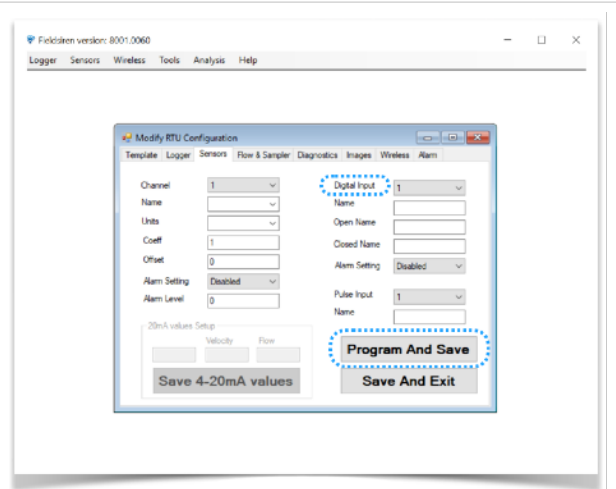 Fieldsiren version: 8001.0060
Logger Sensors Wireless Tools Analysis Help
Modify RTU Configuration
Template Logger Sensors Flow & Sampler Diagnostics Images Wireless Alarm
Channel 1
Name
Units
Coeff 1
Offset 0
Alarm Setting Disabled
Alarm Level 0
20mA values Setup
Velocity Flow
Save 4-20mA values
Digital Input 1
Name
Open Name
Closed Name
Alarm Setting Disabled
Pulse Input 1
Name
Program And Save
Save And Exit